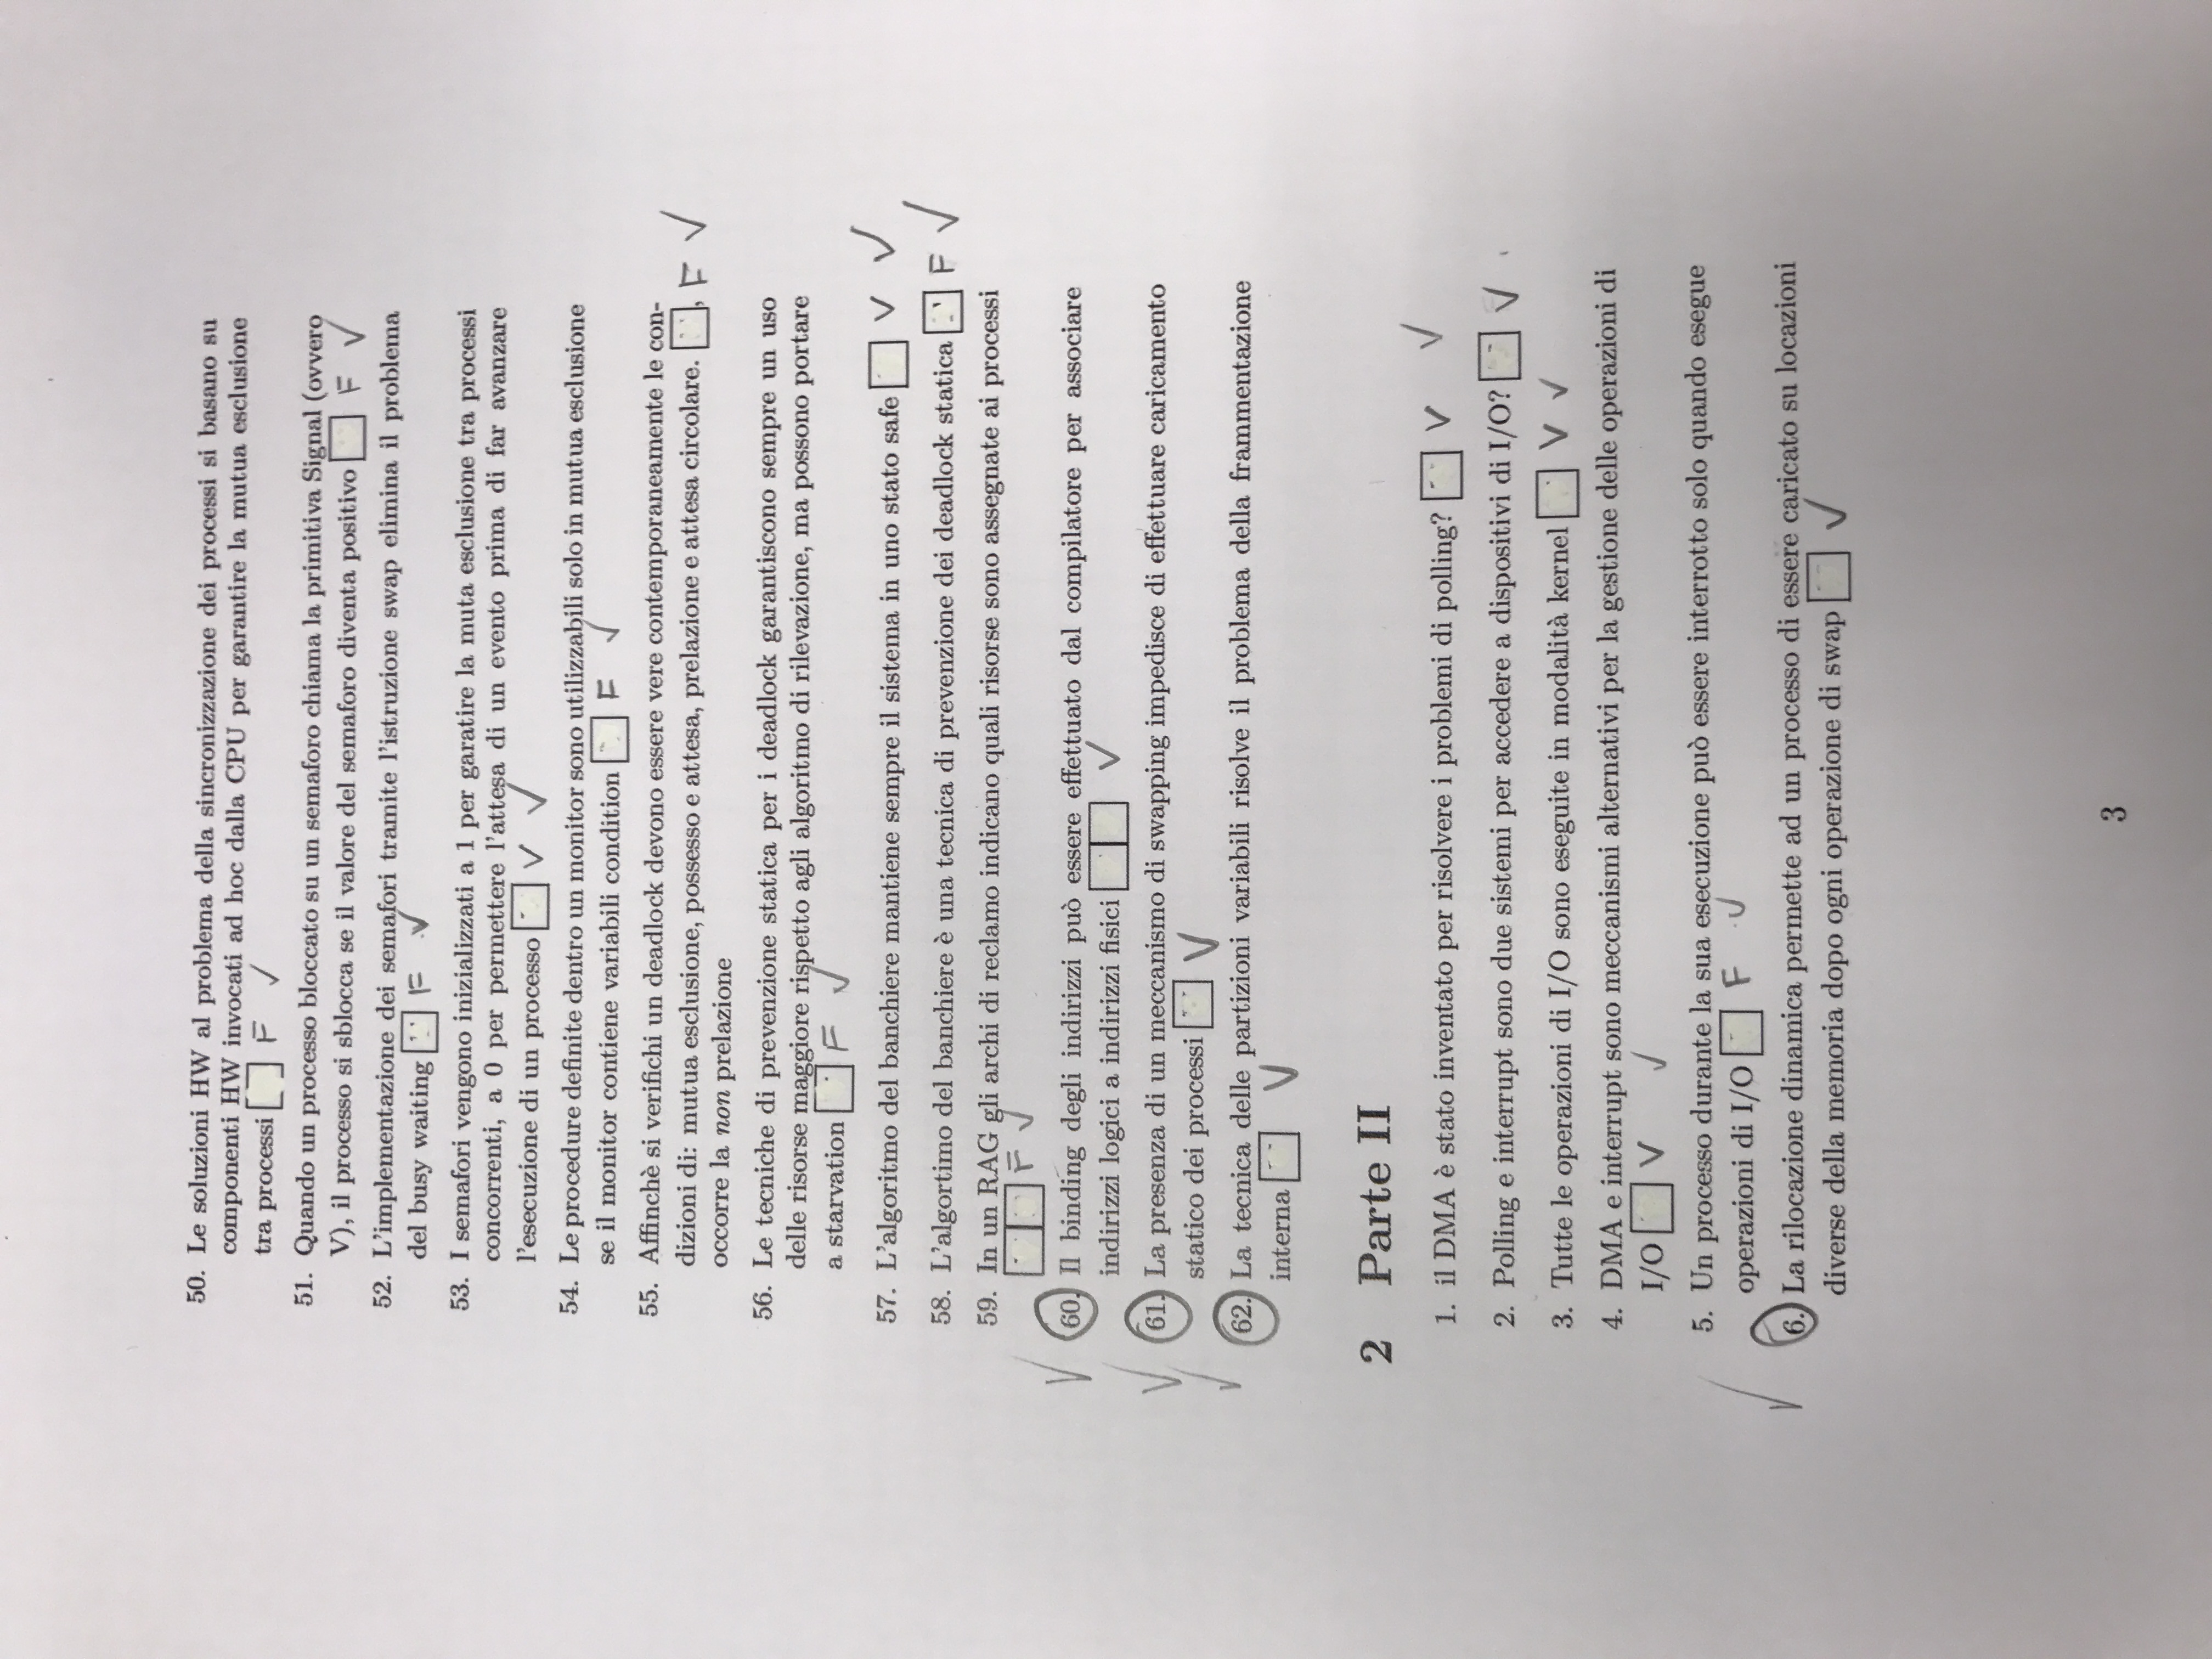 50. Le soluzioni HW al problema della sincronizzazione dei processi si basano su
componenti HW invocati ad hoc dalla CPU per garantire la mutua esclusione
tra processi F ✓
51. Quando un processo bloccato su un semaforo chiama la primitiva Signal (ovvero
V), il processo si sblocca se il valore del semaforo diventa positivo F ✓
52. L'implementazione dei semafori tramite l'istruzione swap elimina il problema
del busy waiting F ✓
53. I semafori vengono inizializzati a 1 per garatire la muta esclusione tra processi
concorrenti, a 0 per permettere l'attesa di un evento prima di far avanzare
l'esecuzione di un processo V ✓
54. Le procedure definite dentro un monitor sono utilizzabili solo in mutua esclusione
se il monitor contiene variabili condition F ✓
55. Affinchè si verifichi un deadlock devono essere vere contemporaneamente le con-
dizioni di: mutua esclusione, possesso e attesa, prelazione e attesa circolare. , F ✓
occorre la non prelazione
56. Le tecniche di prevenzione statica per i deadlock garantiscono sempre un uso
delle risorse maggiore rispetto agli algoritmo di rilevazione, ma possono portare
a starvation F ✓
57. L'algoritmo del banchiere mantiene sempre il sistema in uno stato safe V ✓
58. L'algortimo del banchiere è una tecnica di prevenzione dei deadlock statica F ✓
59. In un RAG gli archi di reclamo indicano quali risorse sono assegnate ai processi
F ✓
✓ 60. Il binding degli indirizzi può essere effettuato dal compilatore per associare
indirizzi logici a indirizzi fisici ✓
✓ 61. La presenza di un meccanismo di swapping impedisce di effettuare caricamento
statico dei processi V
✓ 62. La tecnica delle partizioni variabili risolve il problema della frammentazione
interna V
2 Parte II
1. il DMA è stato inventato per risolvere i problemi di polling? V ✓
2. Polling e interrupt sono due sistemi per accedere a dispositivi di I/O? V
3. Tutte le operazioni di I/O sono eseguite in modalità kernel V ✓
4. DMA e interrupt sono meccanismi alternativi per la gestione delle operazioni di
I/O V ✓
5. Un processo durante la sua esecuzione può essere interrotto solo quando esegue
operazioni di I/O F ✓
✓ 6. La rilocazione dinamica permette ad un processo di essere caricato su locazioni
diverse della memoria dopo ogni operazione di swap ✓
3